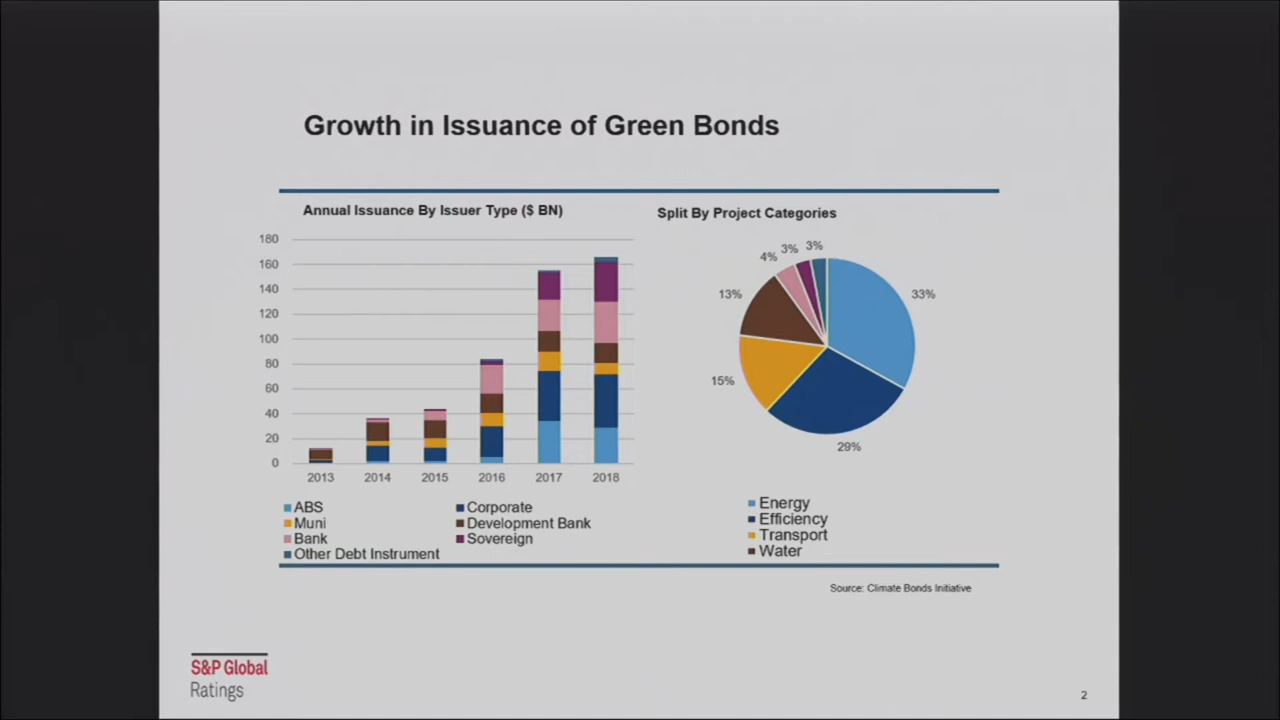 Growth in Issuance of Green Bonds
Annual Issuance By Issuer Type ($ BN)
180
160
140
120
100
80
60
40
20
0
2013 2014 2015 2016 2017 2018
ABS Corporate
Muni Development Bank
Bank Sovereign
Other Debt Instrument
Split By Project Categories
4% 3% 3%
13% 33%
15%
29%
Energy
Efficiency
Transport
Water
Source: Climate Bonds Initiative
S&P Global
Ratings
2